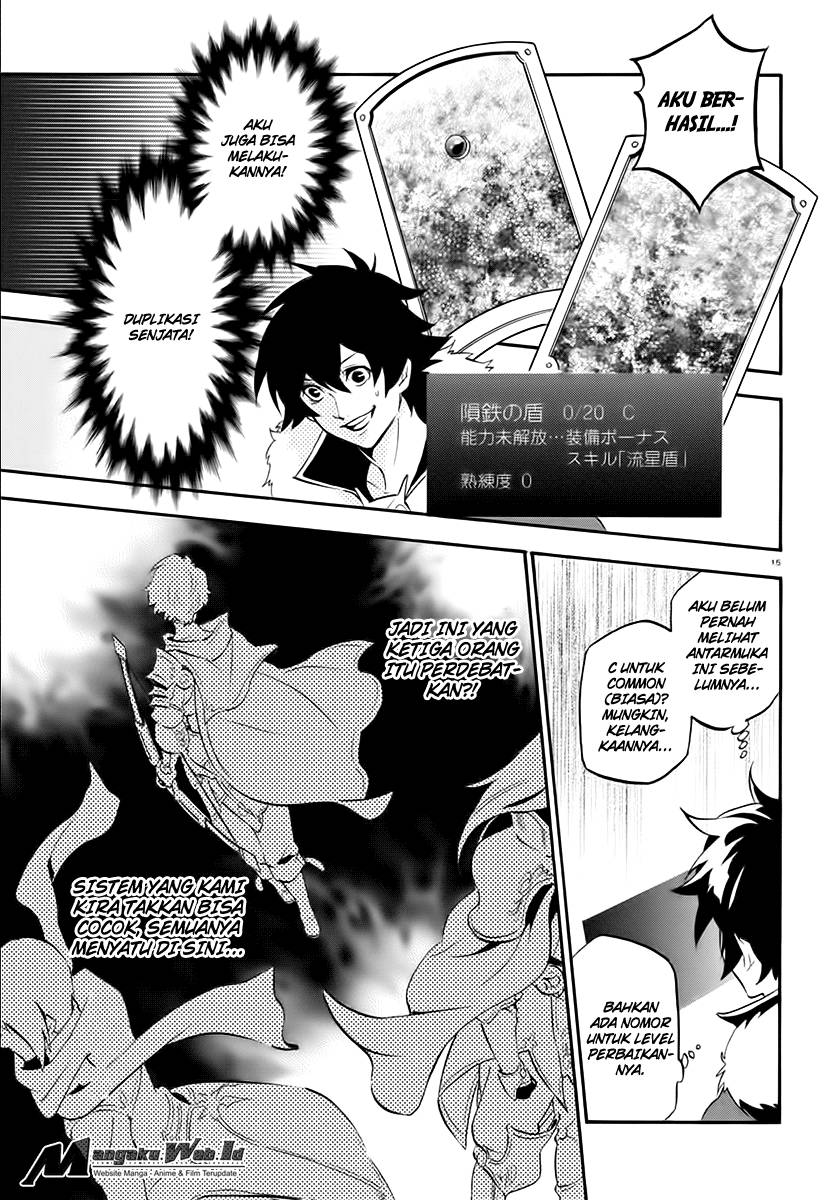 AKU BER-
HASIL...!
AKU
JUGA BISA
MELAKU-
KANNYA!
DUPLIKASI
SENJATA!
隕鉄の盾 0/20 C
能力未解放…装備ボーナス
スキル「流星盾」
熟練度 0
15
AKU BELUM
PERNAH
MELIHAT
ANTARMUKA
INI SEBE-
LUMNYA...
C UNTUK
COMMON
(BIASA)?
MUNGKIN,
KELANG-
KAANNYA...
BAHKAN
ADA NOMOR
UNTUK LEVEL
PERBAIKAN-
NYA.
JADI INI YANG
KETIGA ORANG
ITU PERDEBAT-
KAN?!
SISTEM YANG KAMI
KIRA TAKKAN BISA
COCOK, SEMUANYA
MENYATU DI SINI...
Mangaku.Web.Id
Website Manga - Anime & Film Terupdate